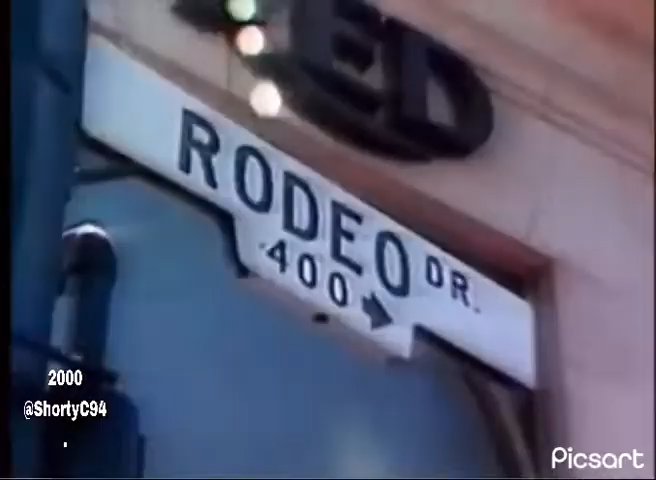 ED
RODEO DR.
400 →
2000
@ShortyC94
.
Picsart